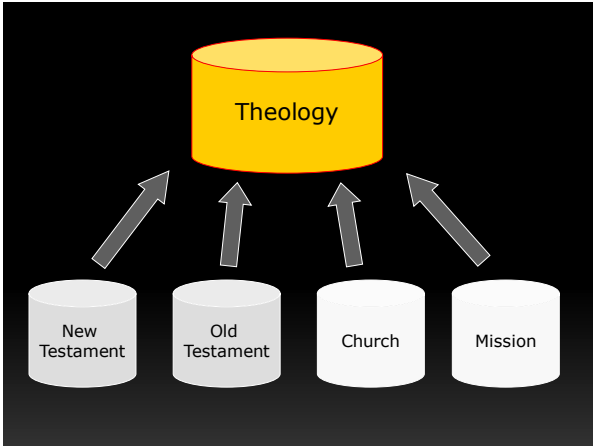 Theology
New
Testament
Old
Testament
Church
Mission